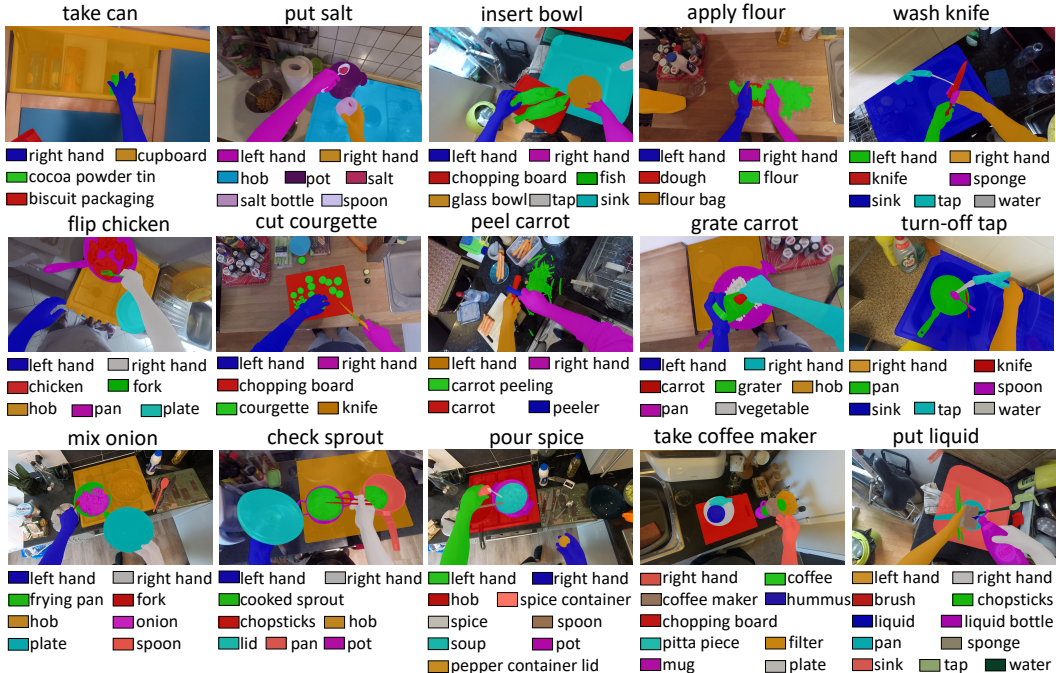 take can
right hand cupboard
cocoa powder tin
biscuit packaging
put salt
left hand right hand
hob pot salt
salt bottle spoon
insert bowl
left hand right hand
chopping board fish
glass bowl tap sink
apply flour
left hand right hand
dough flour
flour bag
wash knife
left hand right hand
knife sponge
sink tap water
flip chicken
left hand right hand
chicken fork
hob pan plate
cut courgette
left hand right hand
chopping board
courgette knife
peel carrot
left hand right hand
carrot peeling
carrot peeler
grate carrot
left hand right hand
carrot grater hob
pan vegetable
turn-off tap
right hand knife
pan spoon
sink tap water
mix onion
left hand right hand
frying pan fork
hob onion
plate spoon
check sprout
left hand right hand
cooked sprout
chopsticks hob
lid pan pot
pour spice
left hand right hand
hob spice container
spice spoon
soup pot
pepper container lid
take coffee maker
right hand coffee
coffee maker hummus
chopping board
pitta piece filter
mug plate
put liquid
left hand right hand
brush chopsticks
liquid liquid bottle
pan sponge
sink tap water